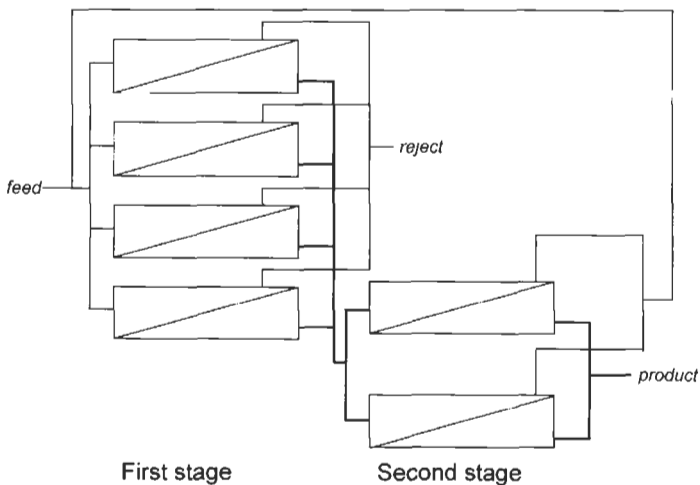 reject
feed
product
First stage
Second stage